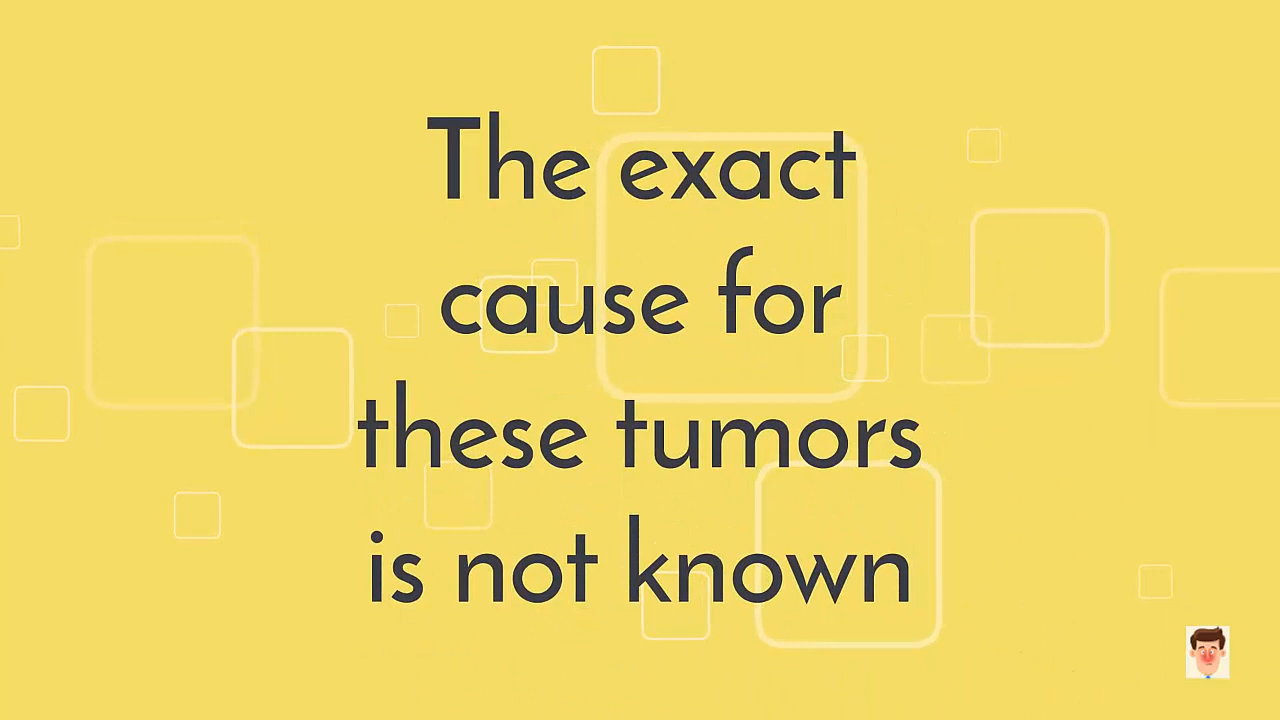 The exact
cause for
these tumors
is not known